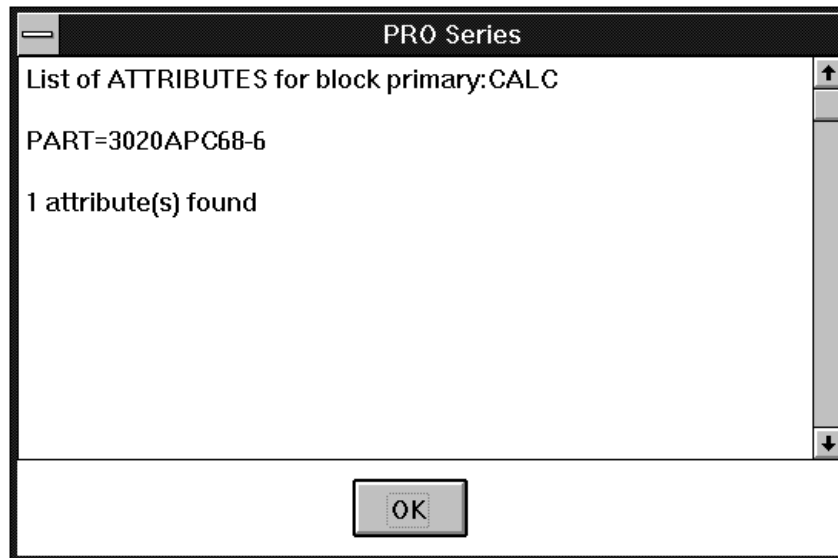 PRO Series
List of ATTRIBUTES for block primary:CALC
PART=3020APC68-6
1 attribute(s) found
OK